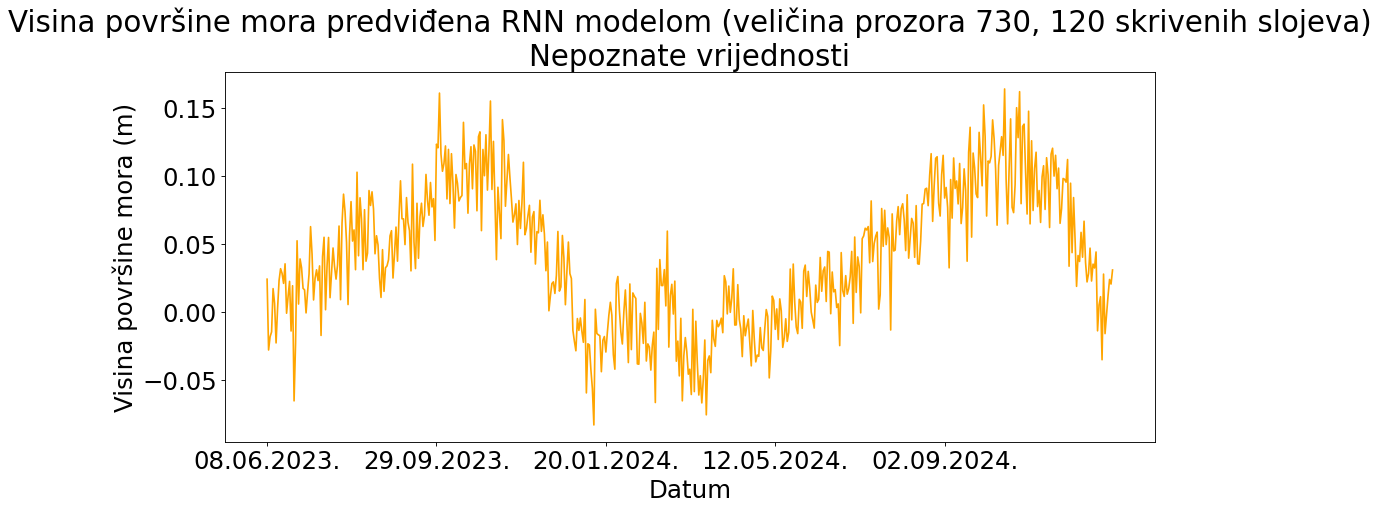 Visina površine mora predviđena RNN modelom (veličina prozora 730, 120 skrivenih slojeva)
Nepoznate vrijednosti
Visina površine mora (m)
0.15
0.10
0.05
0.00
−0.05
08.06.2023. 29.09.2023. 20.01.2024. 12.05.2024. 02.09.2024.
Datum